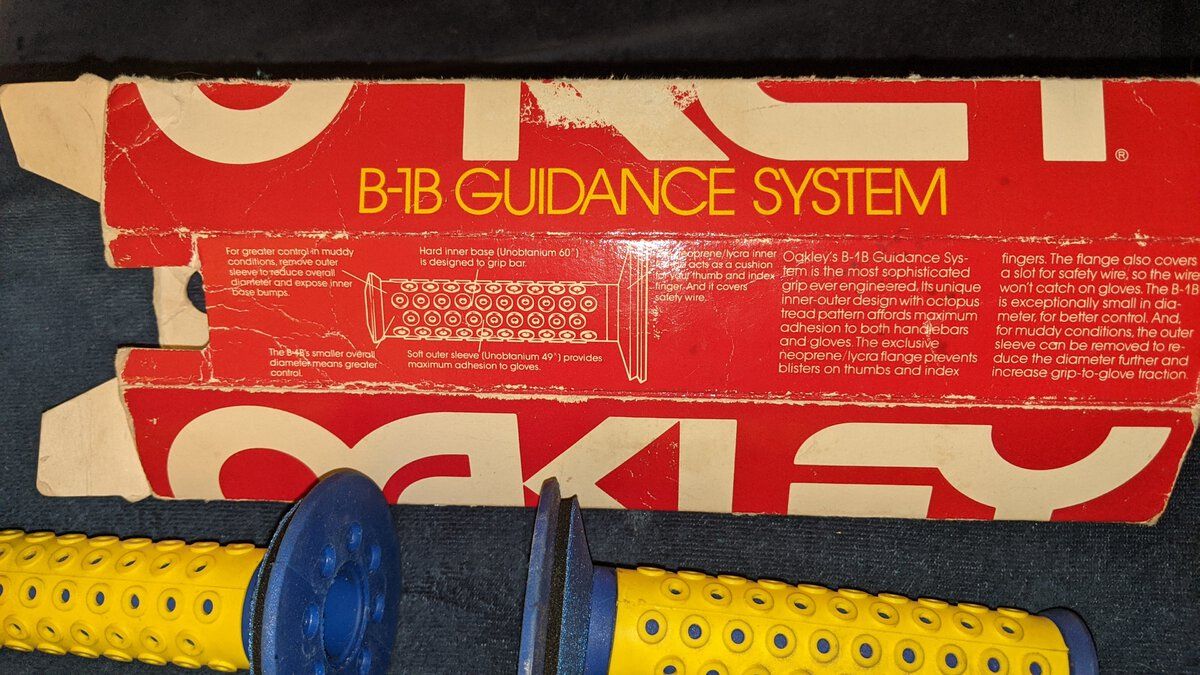 OAKLEY®
B-1B GUIDANCE SYSTEM
For greater control in muddy
conditions, remove outer
sleeve to reduce overall
diameter and expose inner
base bumps.
Hard inner base (Unobtanium 60°)
is designed to grip bar.
neoprene/lycra inner
acts as a cushion
your thumb and index
finger. And it covers
safety wire.
The B-1B's smaller overall
diameter means greater
control.
Soft outer sleeve (Unobtanium 49°) provides
maximum adhesion to gloves.
Oakley's B-1B Guidance Sys-
tem is the most sophisticated
grip ever engineered. Its unique
inner-outer design with octopus
tread pattern affords maximum
adhesion to both handlebars
and gloves. The exclusive
neoprene/lycra flange prevents
blisters on thumbs and index
fingers. The flange also covers
a slot for safety wire, so the wire
won't catch on gloves. The B-1B
is exceptionally small in dia-
meter, for better control. And,
for muddy conditions, the outer
sleeve can be removed to re-
duce the diameter further and
increase grip-to-glove traction.
OAKLEY